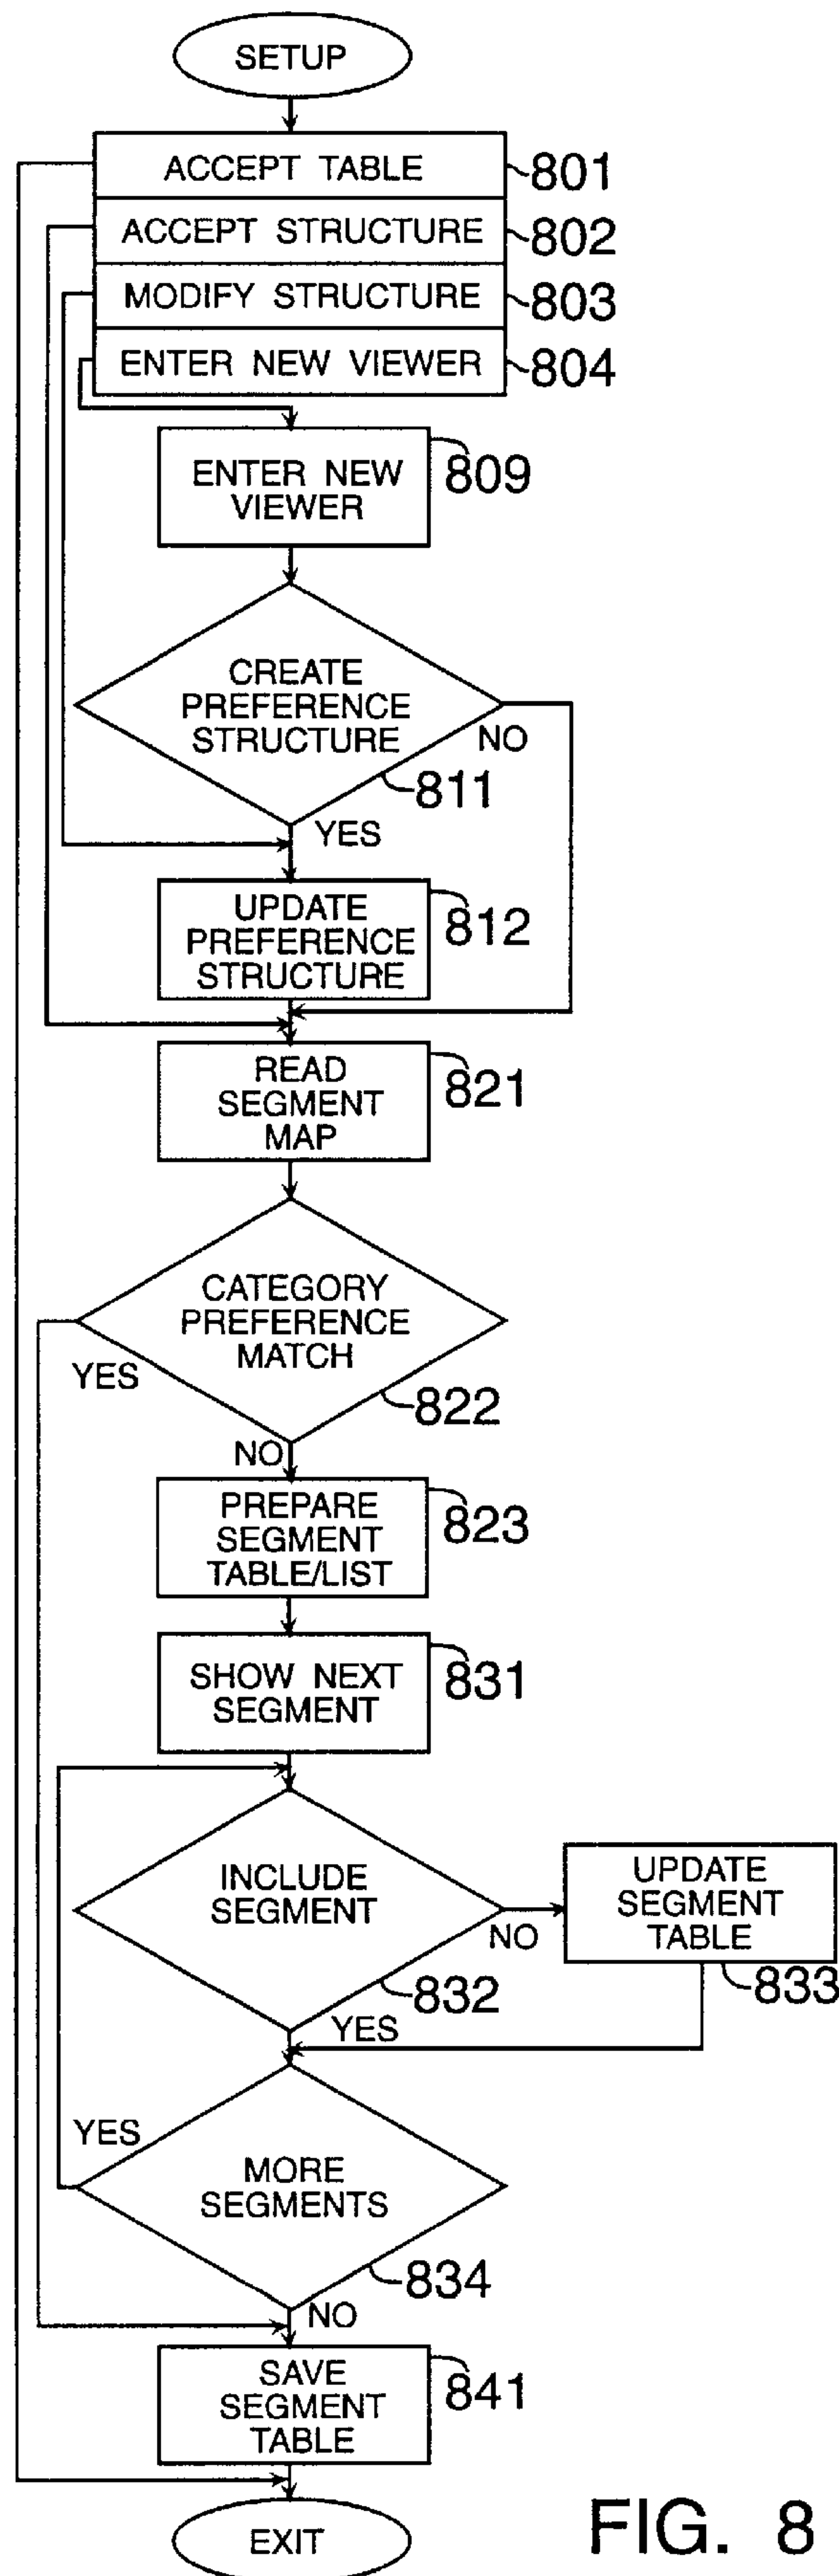 SETUP
ACCEPT TABLE
801
ACCEPT STRUCTURE
802
MODIFY STRUCTURE
803
ENTER NEW VIEWER
804
ENTER NEW
VIEWER
809
CREATE
PREFERENCE
STRUCTURE
NO
811
YES
UPDATE
PREFERENCE
STRUCTURE
812
READ
SEGMENT
MAP
821
CATEGORY
PREFERENCE
MATCH
YES
822
NO
PREPARE
SEGMENT
TABLE/LIST
823
SHOW NEXT
SEGMENT
831
INCLUDE
SEGMENT
NO
832
UPDATE
SEGMENT
TABLE
833
YES
YES
MORE
SEGMENTS
834
NO
SAVE
SEGMENT
TABLE
841
EXIT
FIG. 8